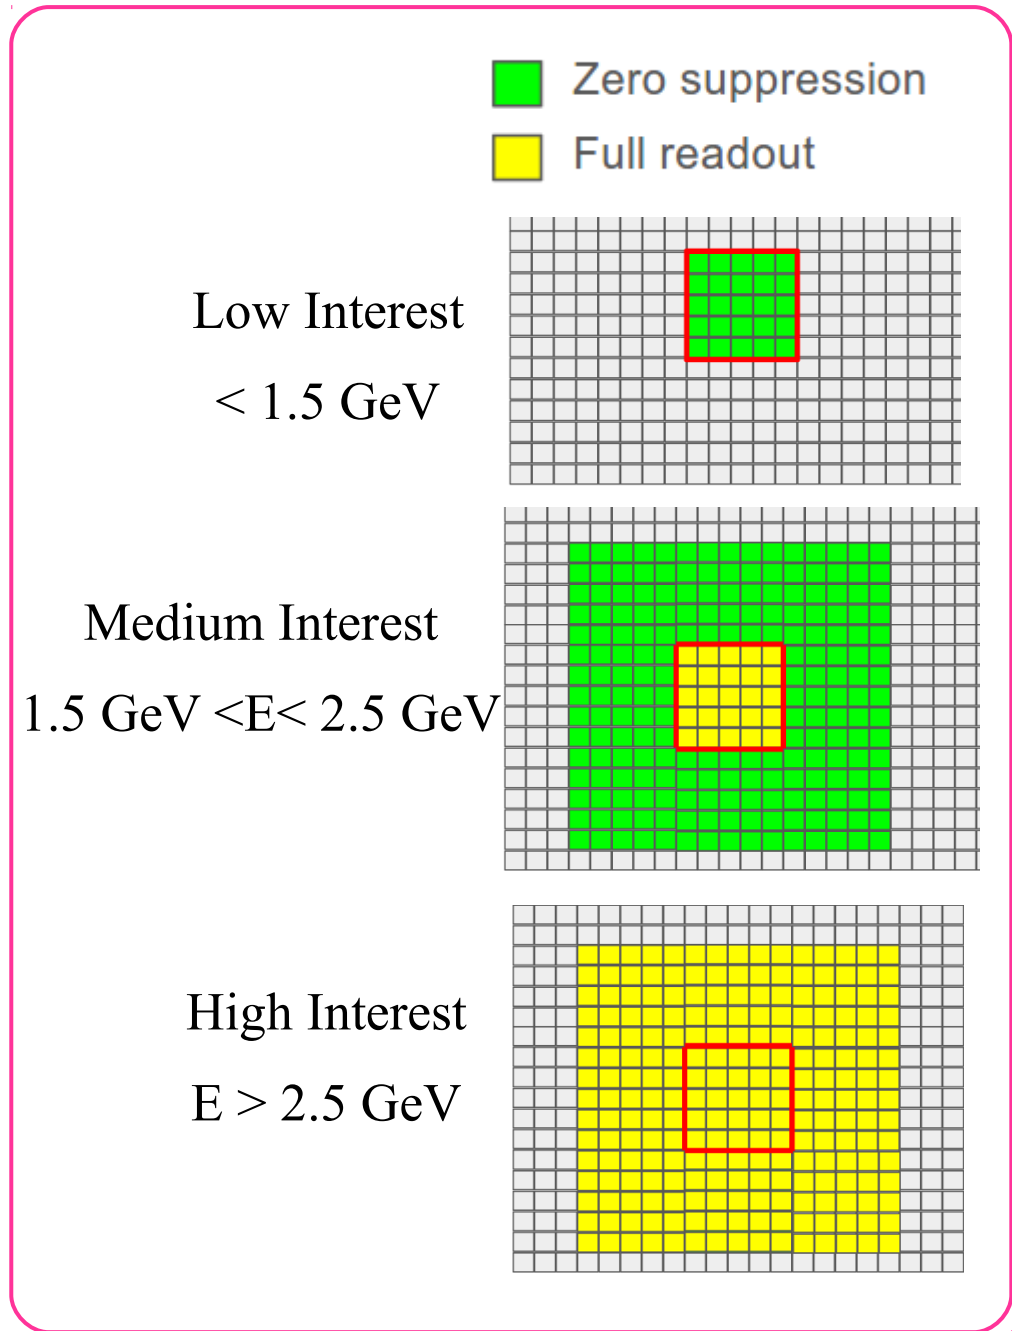 Zero suppression
Full readout
Low Interest
< 1.5 GeV
Medium Interest
1.5 GeV <E< 2.5 GeV
High Interest
E > 2.5 GeV